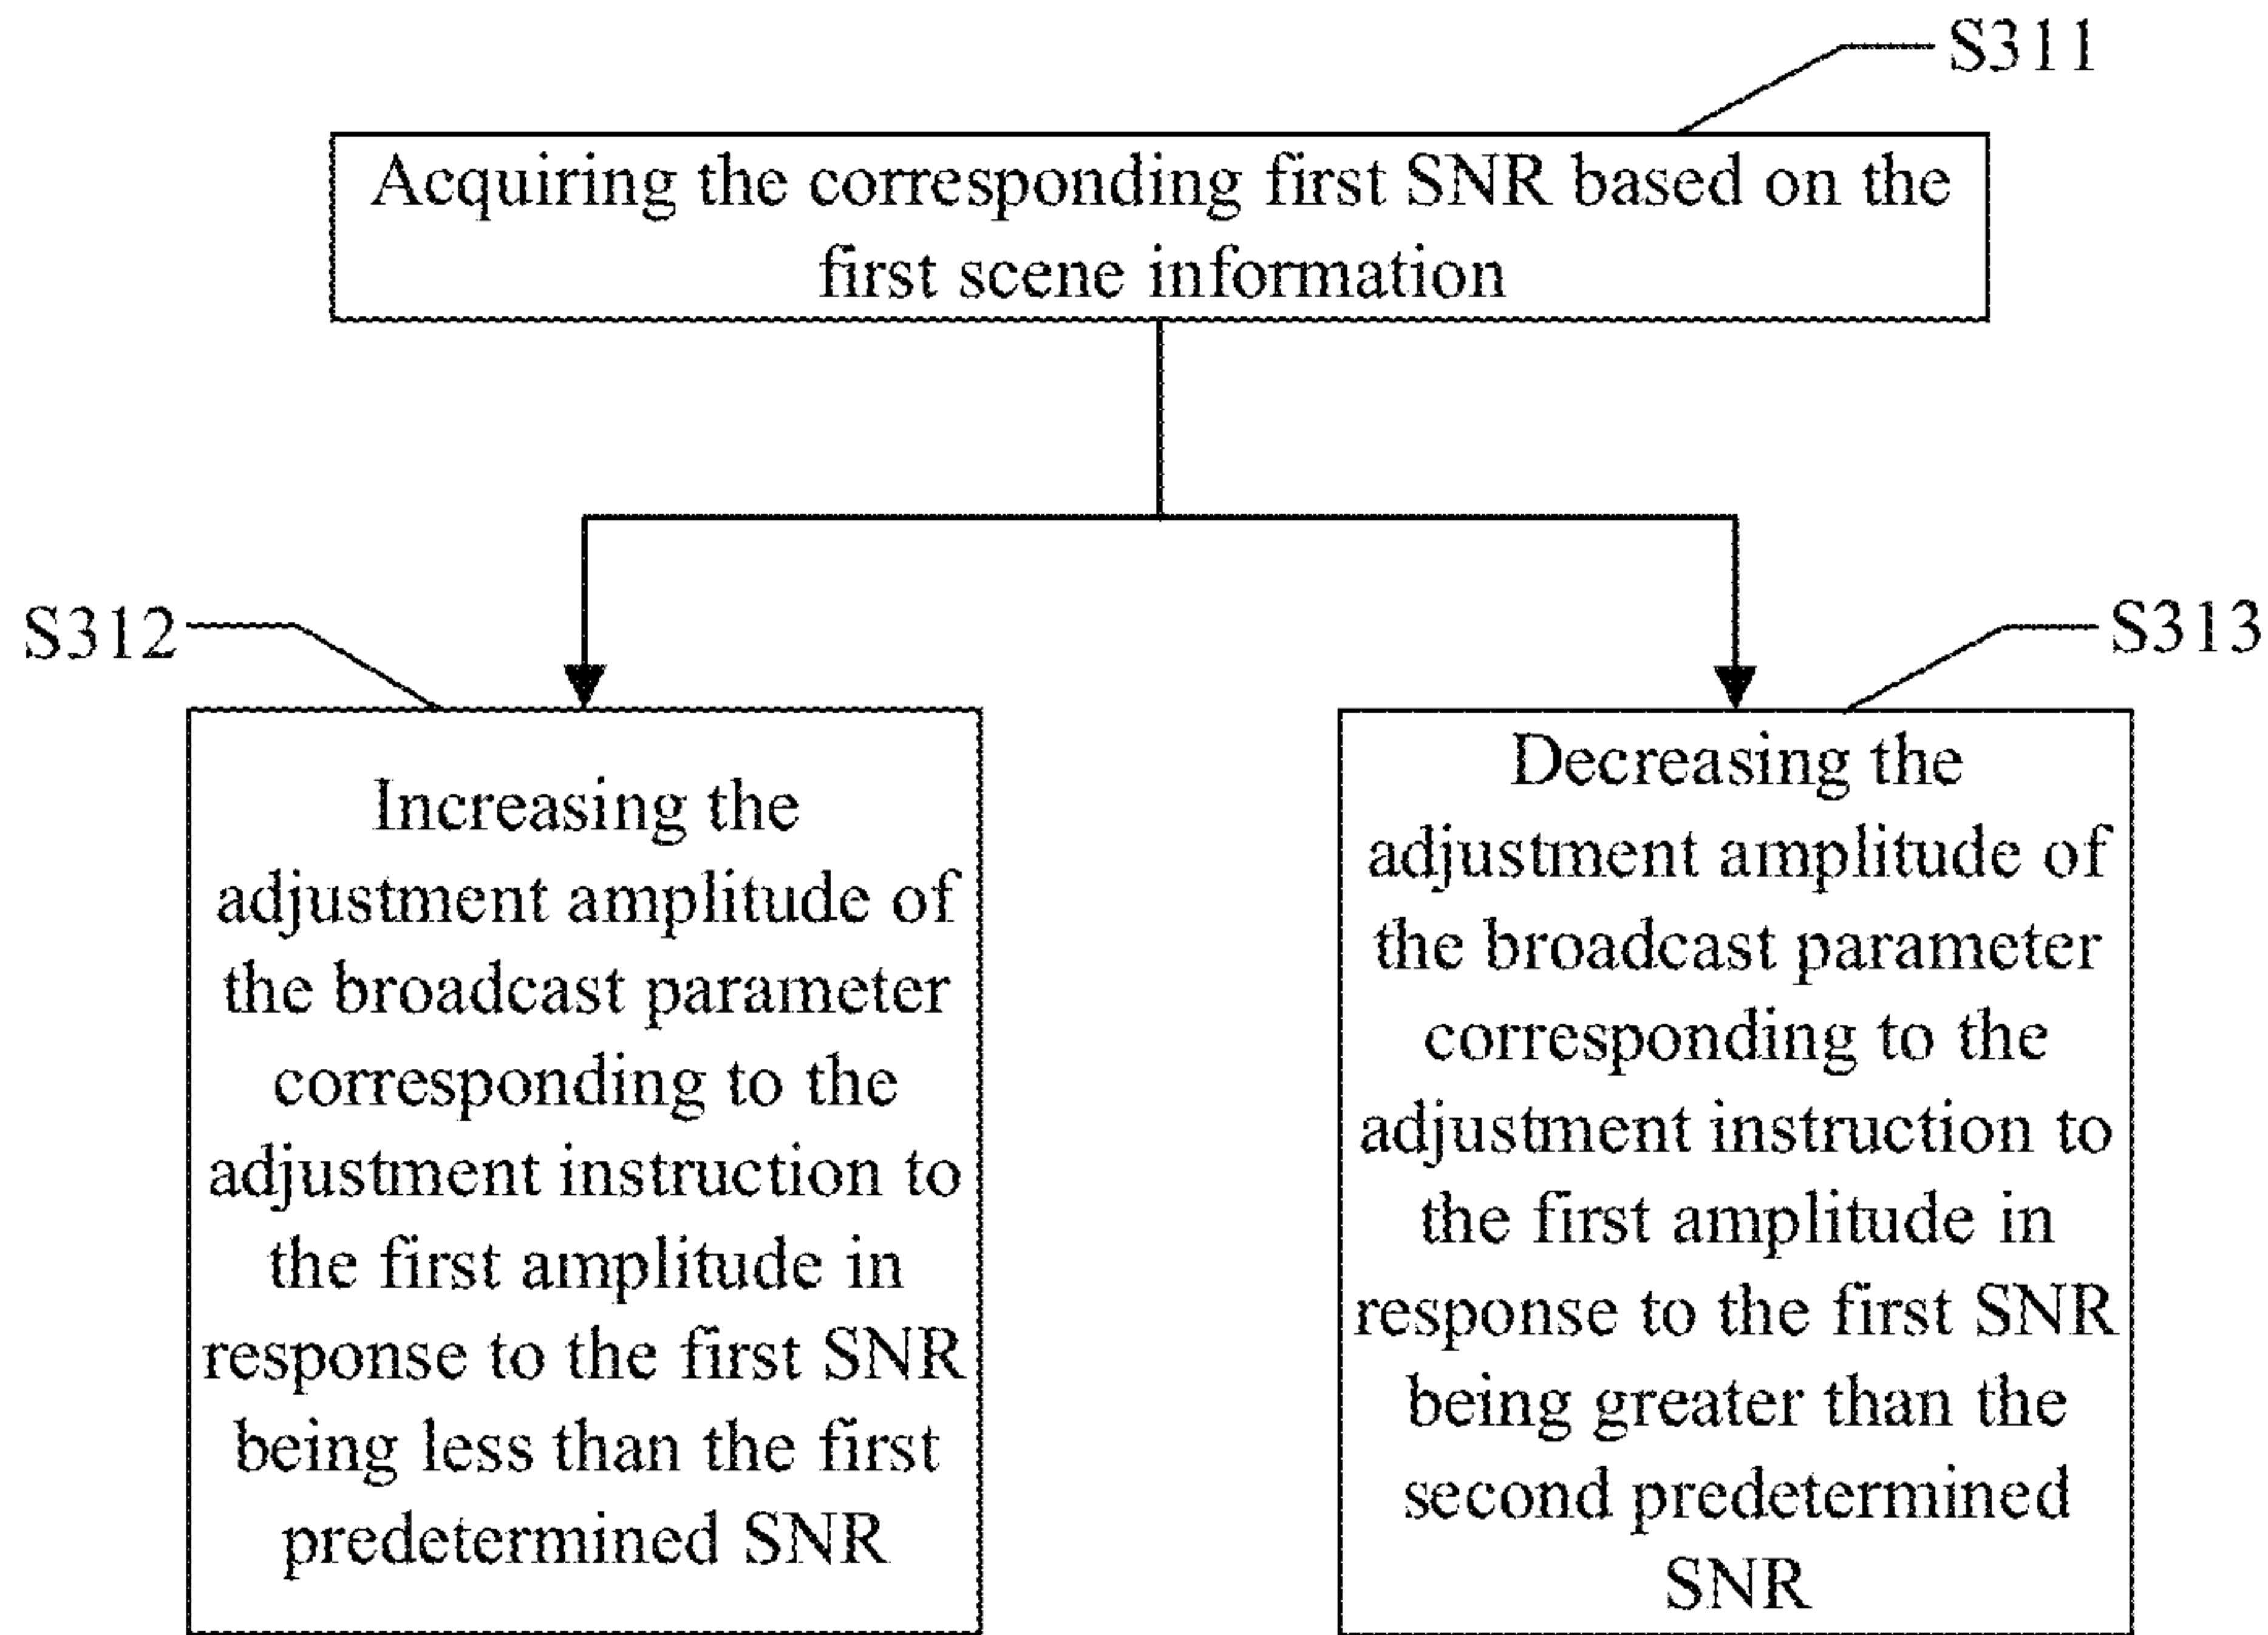 S311
Acquiring the corresponding first SNR based on the
first scene information
S312
Increasing the
adjustment amplitude of
the broadcast parameter
corresponding to the
adjustment instruction to
the first amplitude in
response to the first SNR
being less than the first
predetermined SNR
S313
Decreasing the
adjustment amplitude of
the broadcast parameter
corresponding to the
adjustment instruction to
the first amplitude in
response to the first SNR
being greater than the
second predetermined
SNR